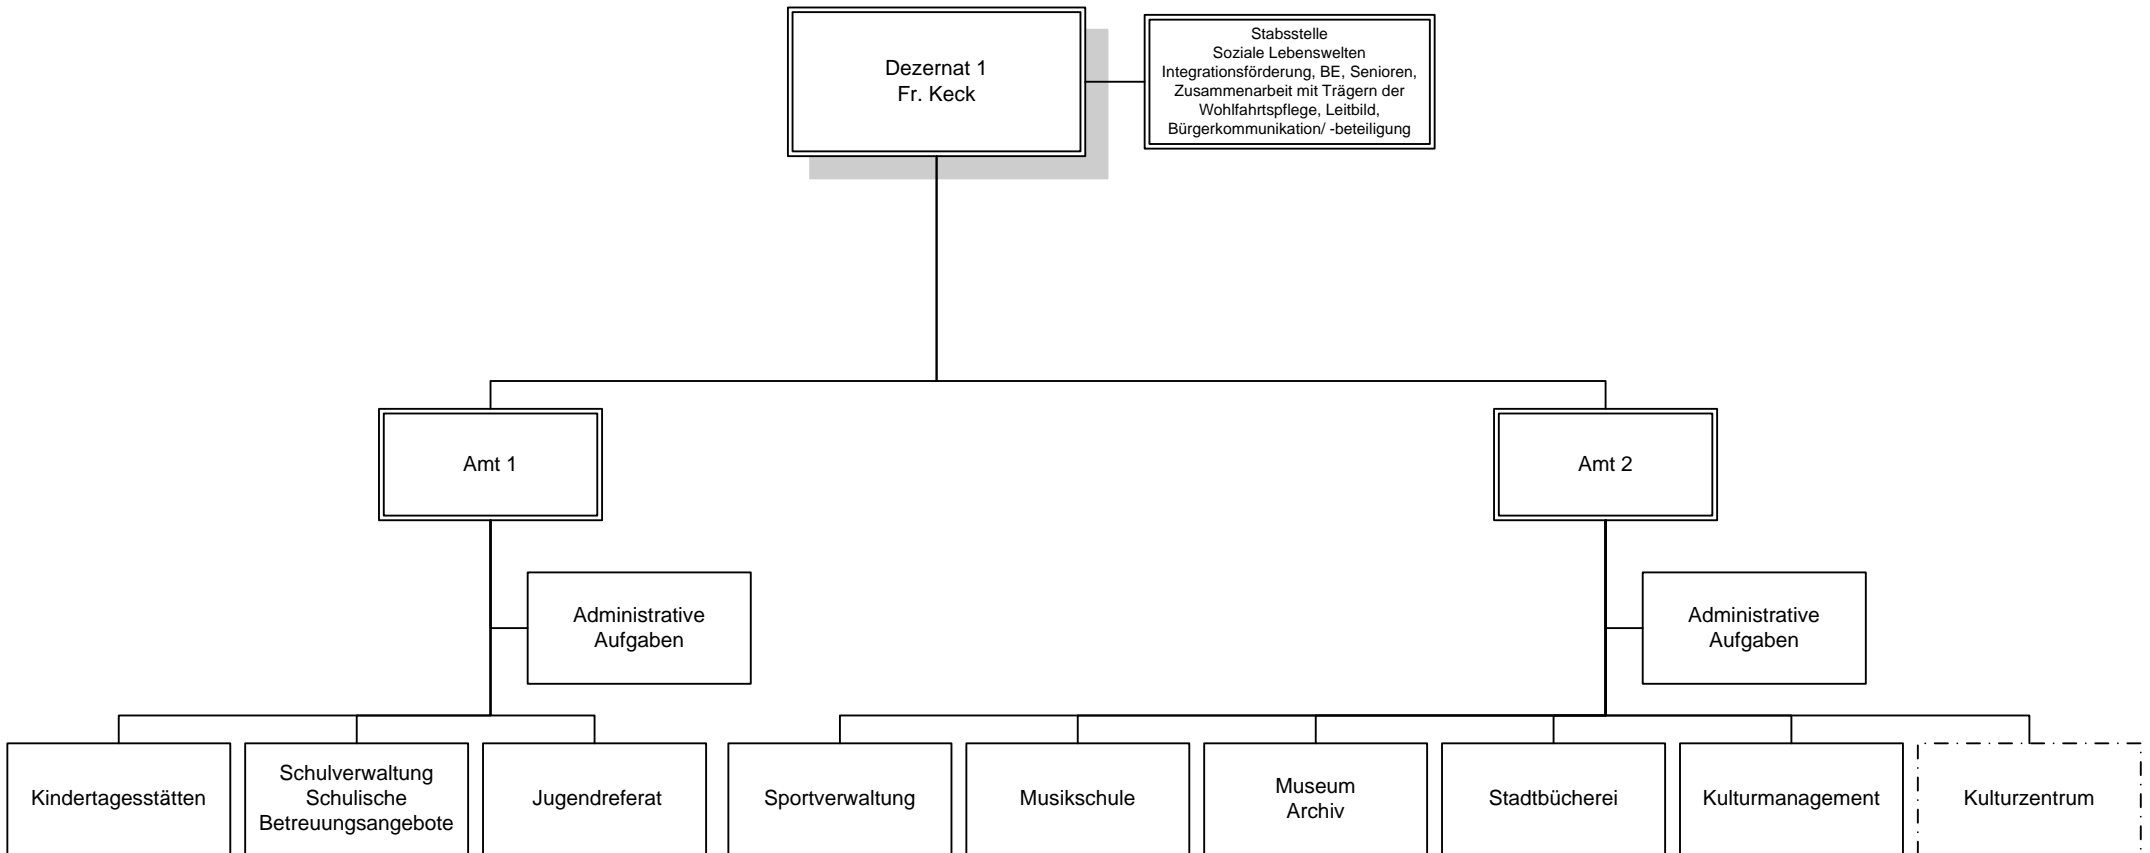 Dezernat 1
Fr. Keck
Stabsstelle
Soziale Lebenswelten
Integrationsförderung, BE, Senioren,
Zusammenarbeit mit Trägern der
Wohlfahrtspflege, Leitbild,
Bürgerkommunikation/ -beteiligung
Amt 1
Amt 2
Administrative
Aufgaben
Administrative
Aufgaben
Kindertagesstätten
Schulverwaltung
Schulische
Betreuungsangebote
Jugendreferat
Sportverwaltung
Musikschule
Museum
Archiv
Stadtbücherei
Kulturmanagement
Kulturzentrum